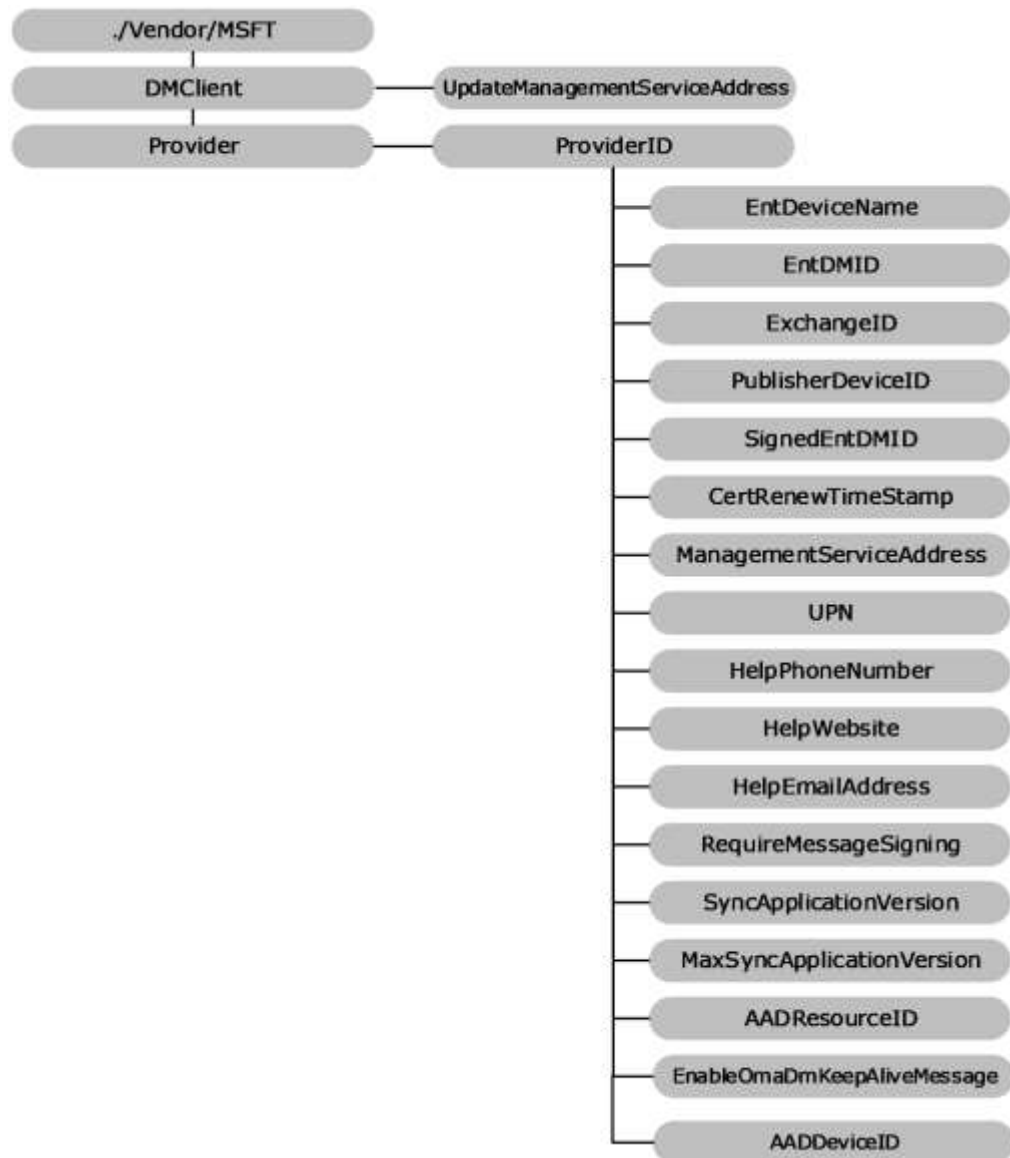 ./Vendor/MSFT
DMClient
UpdateManagementServiceAddress
Provider
ProviderID
EntDeviceName
EntDMID
ExchangeID
PublisherDeviceID
SignedEntDMID
CertRenewTimeStamp
ManagementServiceAddress
UPN
HelpPhoneNumber
HelpWebsite
HelpEmailAddress
RequireMessageSigning
SyncApplicationVersion
MaxSyncApplicationVersion
AADResourceID
EnableOmaDmKeepAliveMessage
AADDeviceID